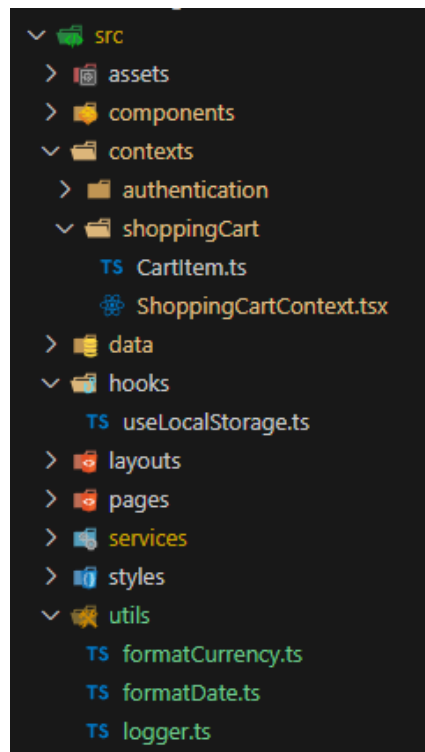 src
assets
components
contexts
authentication
shoppingCart
TS CartItem.ts
ShoppingCartContext.tsx
data
hooks
TS useLocalStorage.ts
layouts
pages
services
styles
utils
TS formatCurrency.ts
TS formatDate.ts
TS logger.ts